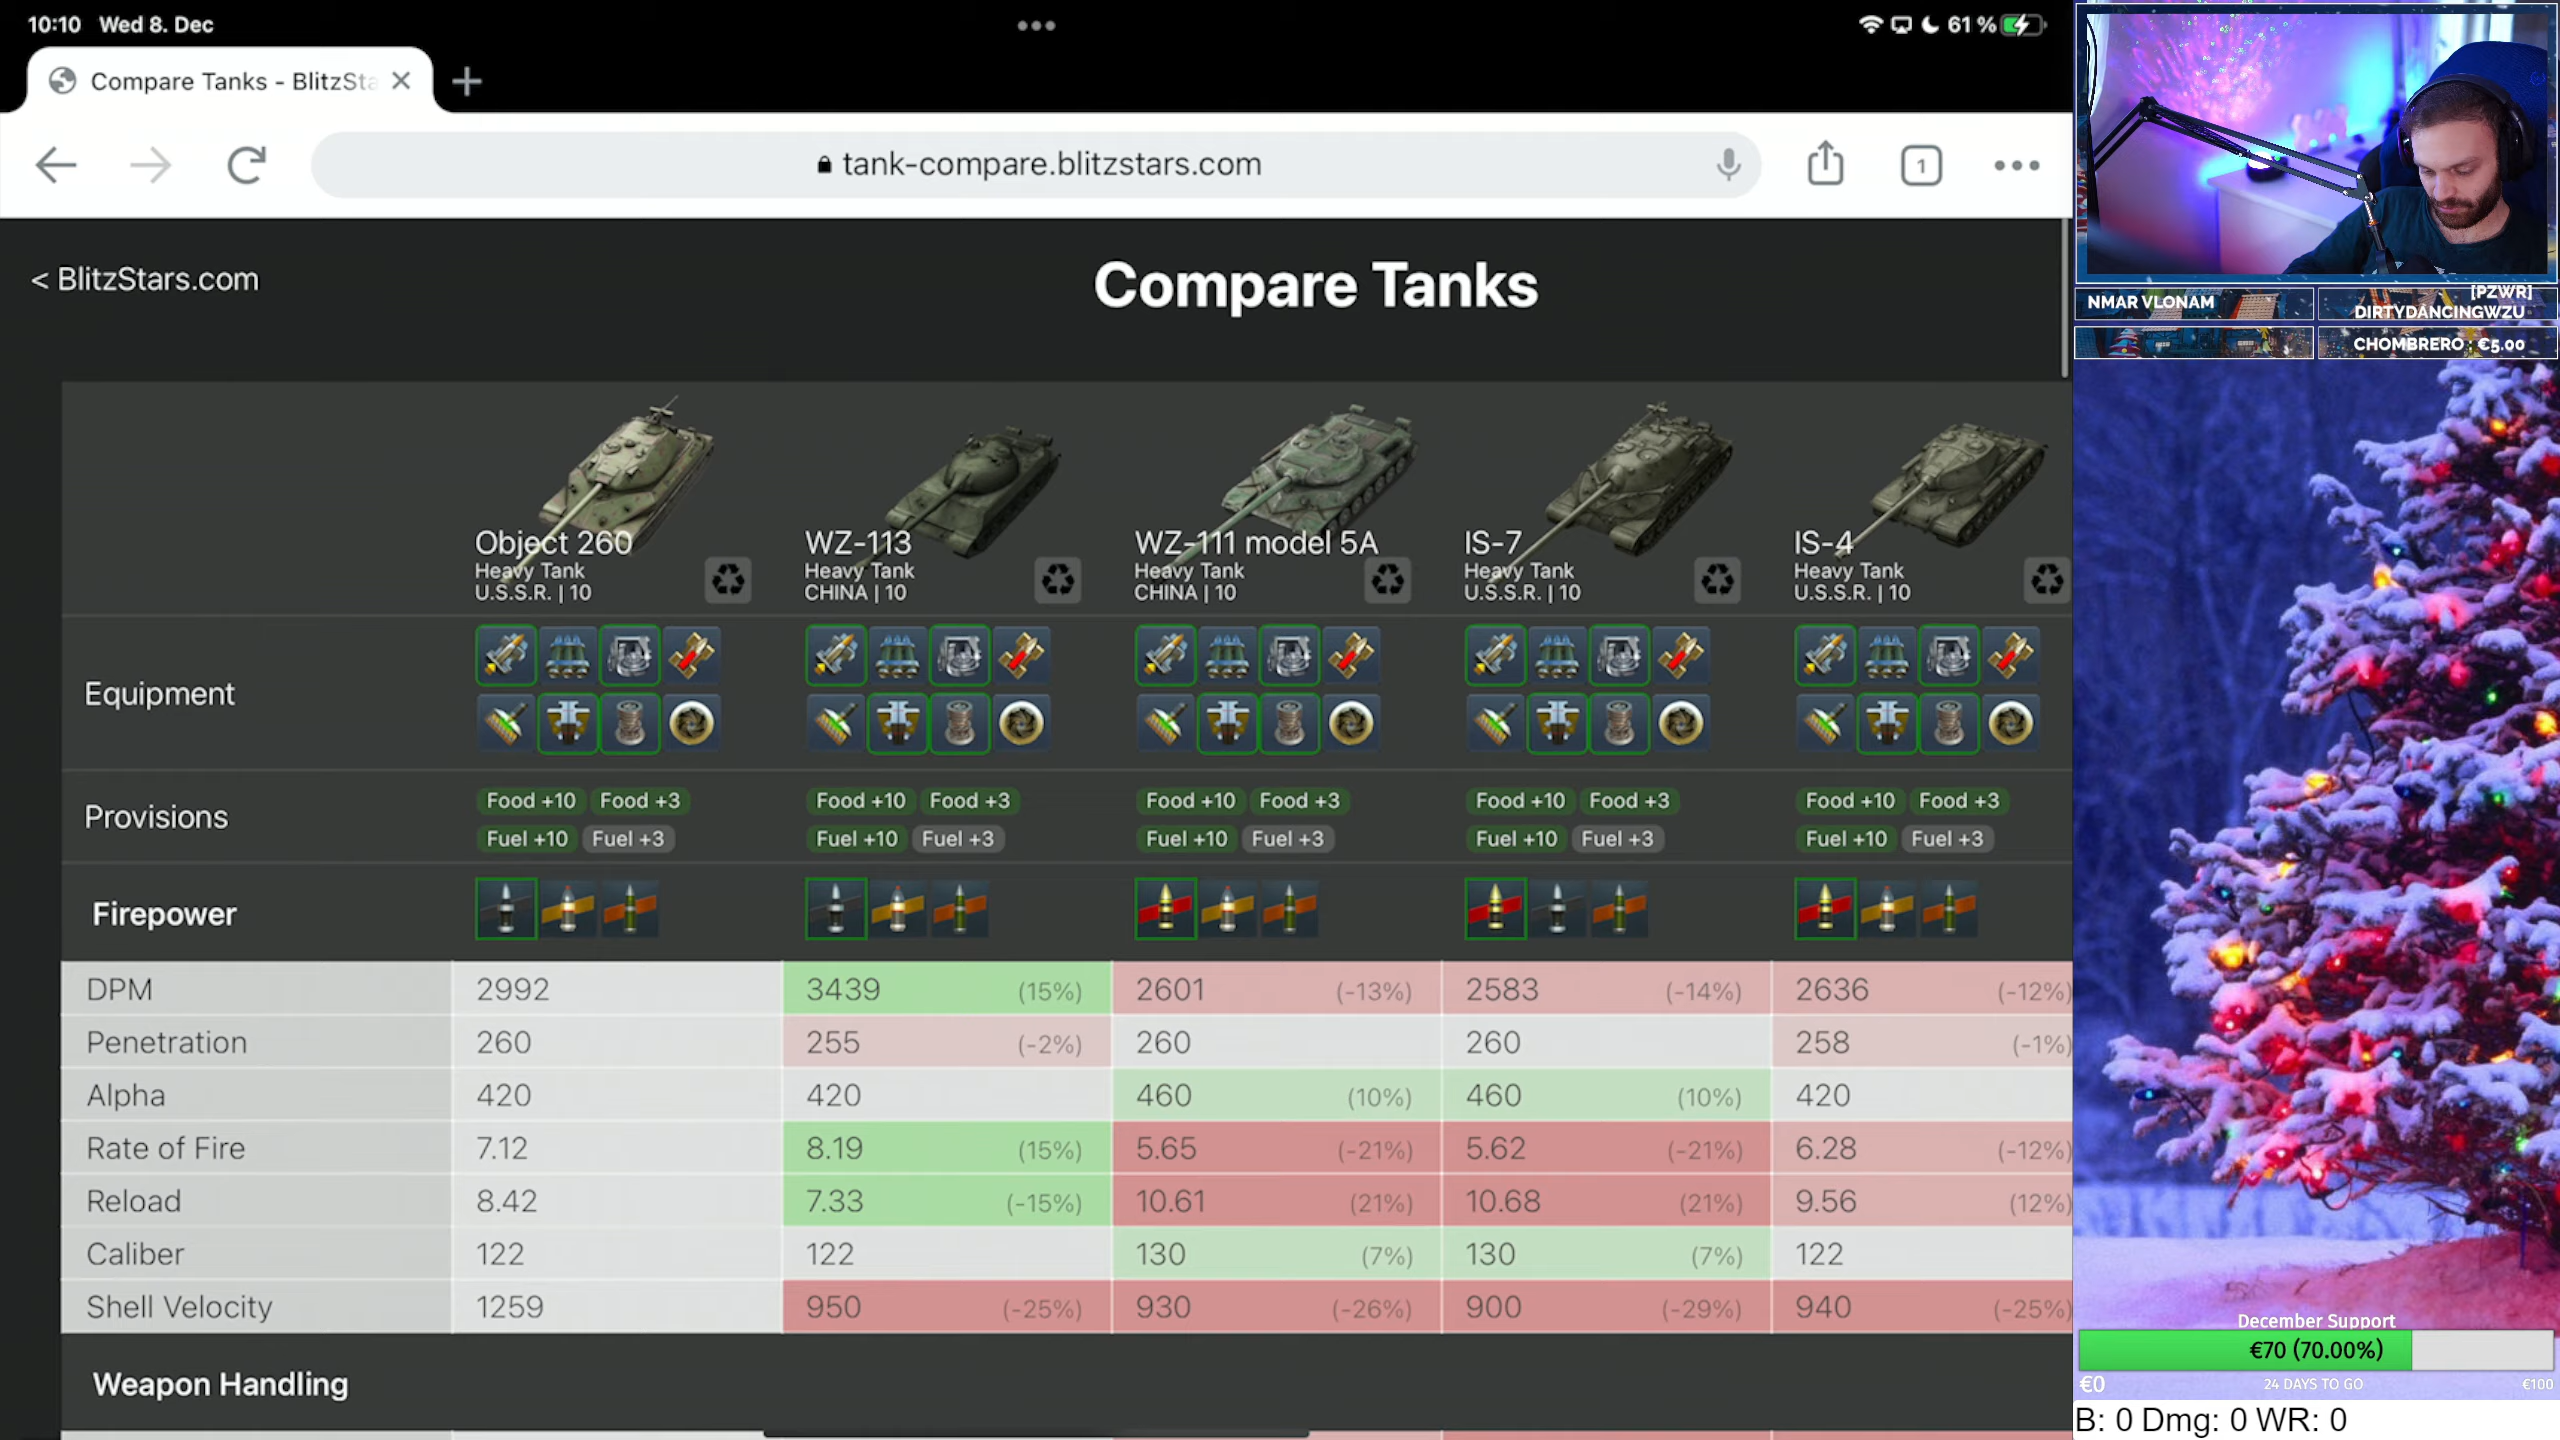 10:10 Wed 8. Dec
61 %
Compare Tanks - BlitzSta
tank-compare.blitzstars.com
1
< BlitzStars.com
Compare Tanks
Object 260
Heavy Tank
U.S.S.R. | 10
WZ-113
Heavy Tank
CHINA | 10
WZ-111 model 5A
Heavy Tank
CHINA | 10
IS-7
Heavy Tank
U.S.S.R. | 10
IS-4
Heavy Tank
U.S.S.R. | 10
Equipment
Provisions
Food +10 Food +3 Food +10 Food +3 Food +10 Food +3 Food +10 Food +3 Food +10 Food +3
Fuel +10 Fuel +3 Fuel +10 Fuel +3 Fuel +10 Fuel +3 Fuel +10 Fuel +3 Fuel +10 Fuel +3
Firepower
DPM 2992 3439 (15%) 2601 (-13%) 2583 (-14%) 2636 (-12%)
Penetration 260 255 (-2%) 260 260 258 (-1%)
Alpha 420 420 460 (10%) 460 (10%) 420
Rate of Fire 7.12 8.19 (15%) 5.65 (-21%) 5.62 (-21%) 6.28 (-12%)
Reload 8.42 7.33 (-15%) 10.61 (21%) 10.68 (21%) 9.56 (12%)
Caliber 122 122 130 (7%) 130 (7%) 122
Shell Velocity 1259 950 (-25%) 930 (-26%) 900 (-29%) 940 (-25%)
Weapon Handling
NMAR VLONAM
[PZWR]
DIRTYDANCINGWZU
CHOMBRERO · €5.00
December Support
€70 (70.00%)
€0 24 DAYS TO GO €100
B: 0 Dmg: 0 WR: 0